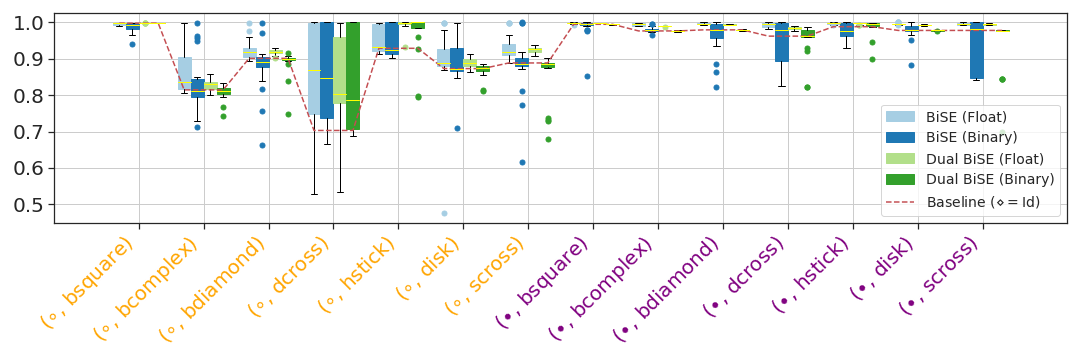 1.0
0.9
0.8
0.7
0.6
0.5
BiSE (Float)
BiSE (Binary)
Dual BiSE (Float)
Dual BiSE (Binary)
Baseline (⋄ = Id)
(∘, bsquare)
(∘, bcomplex)
(∘, bdiamond)
(∘, dcross)
(∘, hstick)
(∘, disk)
(∘, scross)
(•, bsquare)
(•, bcomplex)
(•, bdiamond)
(•, dcross)
(•, hstick)
(•, disk)
(•, scross)